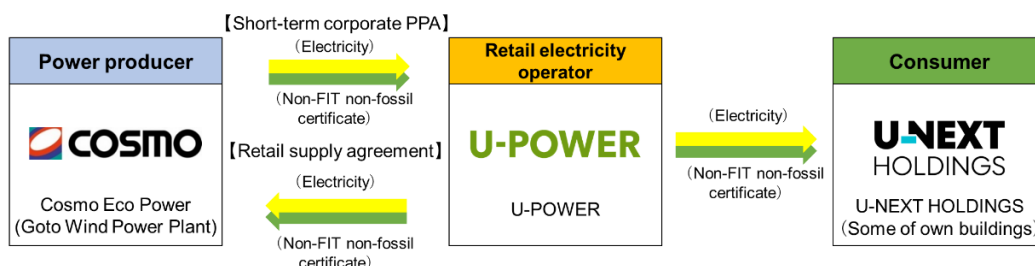 【Short-term corporate PPA】
Power producer
(Electricity)
(Non-FIT non-fossil
certificate)
Retail electricity
operator
Consumer
COSMO
U-POWER
U-NEXT
HOLDINGS
(Electricity)
(Non-FIT non-fossil
certificate)
【Retail supply agreement】
(Electricity)
(Non-FIT non-fossil
certificate)
Cosmo Eco Power
(Goto Wind Power Plant)
U-POWER
U-NEXT HOLDINGS
(Some of own buildings)